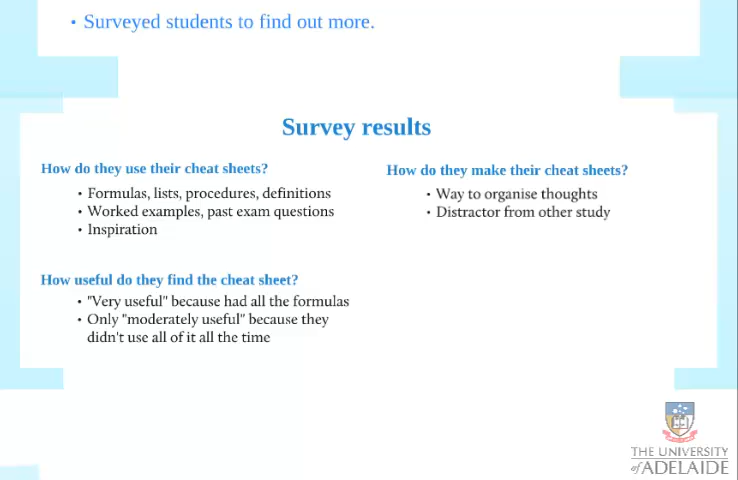 • Surveyed students to find out more.
Survey results
How do they use their cheat sheets?
• Formulas, lists, procedures, definitions
• Worked examples, past exam questions
• Inspiration
How do they make their cheat sheets?
• Way to organise thoughts
• Distractor from other study
How useful do they find the cheat sheet?
• "Very useful" because had all the formulas
• Only "moderately useful" because they
didn't use all of it all the time
THE UNIVERSITY
of ADELAIDE